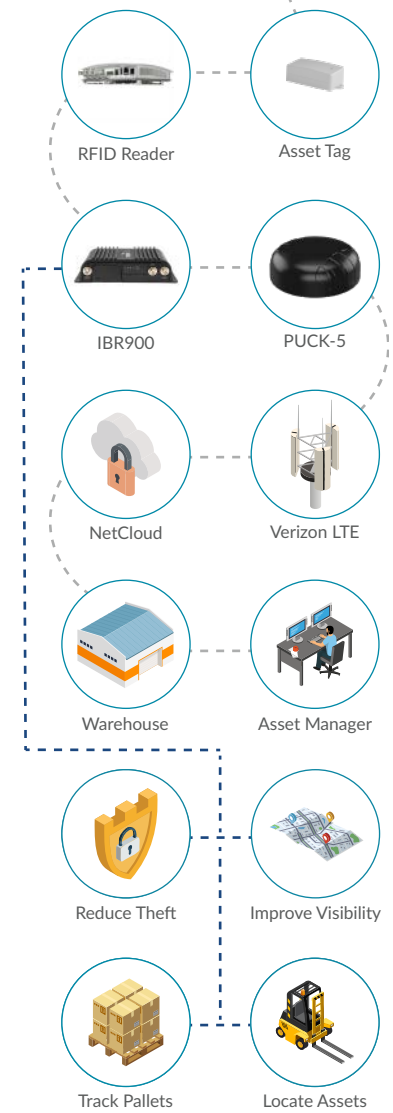 RFID Reader
Asset Tag
IBR900
PUCK-5
NetCloud
Verizon LTE
Warehouse
Asset Manager
Reduce Theft
Improve Visibility
Track Pallets
Locate Assets